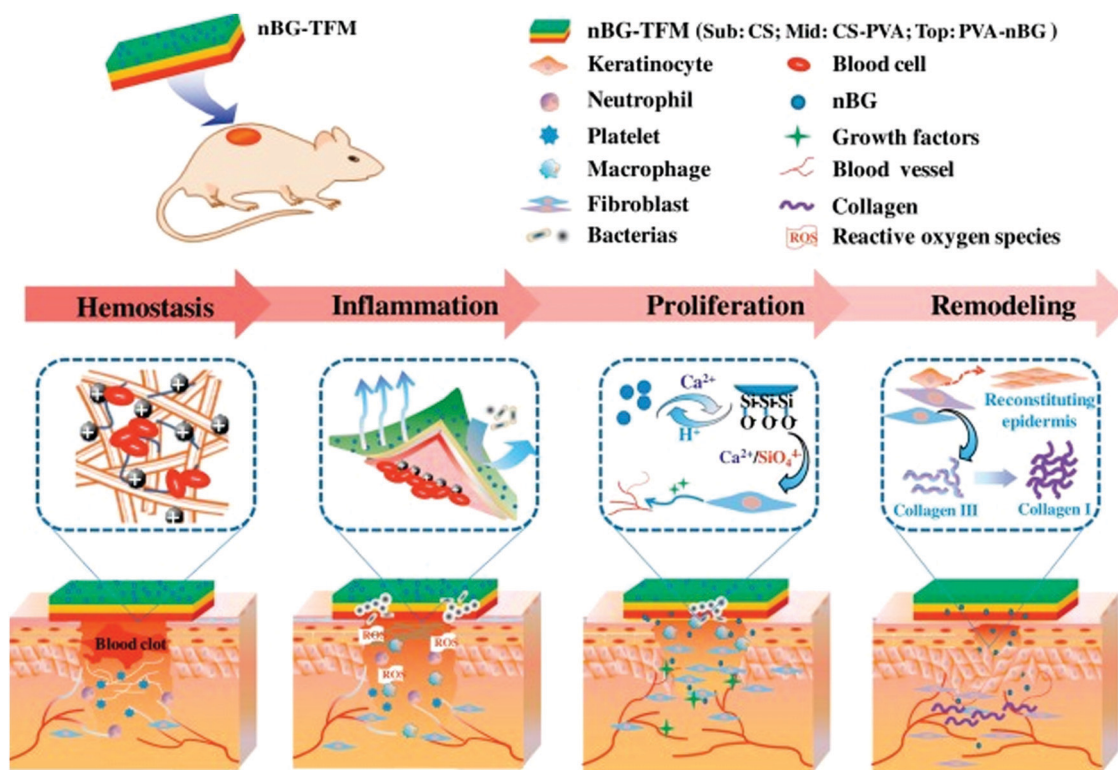 nBG-TFM
nBG-TFM (Sub: CS; Mid: CS-PVA; Top: PVA-nBG )
Keratinocyte
Blood cell
Neutrophil
nBG
Platelet
Growth factors
Macrophage
Blood vessel
Fibroblast
Collagen
Bacterias
ROS Reactive oxygen species
Hemostasis
Inflammation
Proliferation
Remodeling
+ + + + + + + +
Ca²⁺
H⁺
Si-Si-Si
O⁻ O⁻ O⁻
Ca²⁺/SiO₄⁴⁻
Reconstituting
epidermis
Collagen III
Collagen I
Blood clot
ROS
ROS
ROS